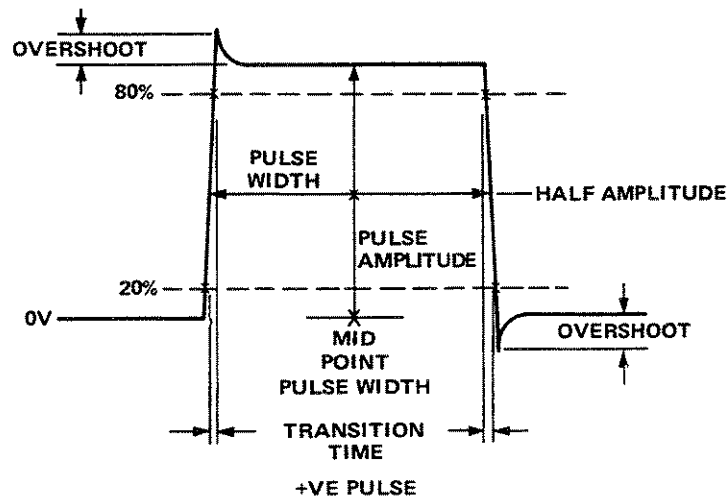 OVERSHOOT
80%
PULSE
WIDTH
HALF AMPLITUDE
PULSE
AMPLITUDE
20%
0V
OVERSHOOT
MID
POINT
PULSE WIDTH
TRANSITION
TIME
+VE PULSE